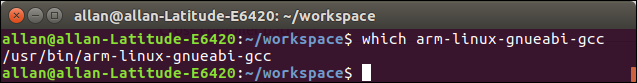 allan@allan-Latitude-E6420: ~/workspace
allan@allan-Latitude-E6420:~/workspace$ which arm-linux-gnueabi-gcc
/usr/bin/arm-linux-gnueabi-gcc
allan@allan-Latitude-E6420:~/workspace$